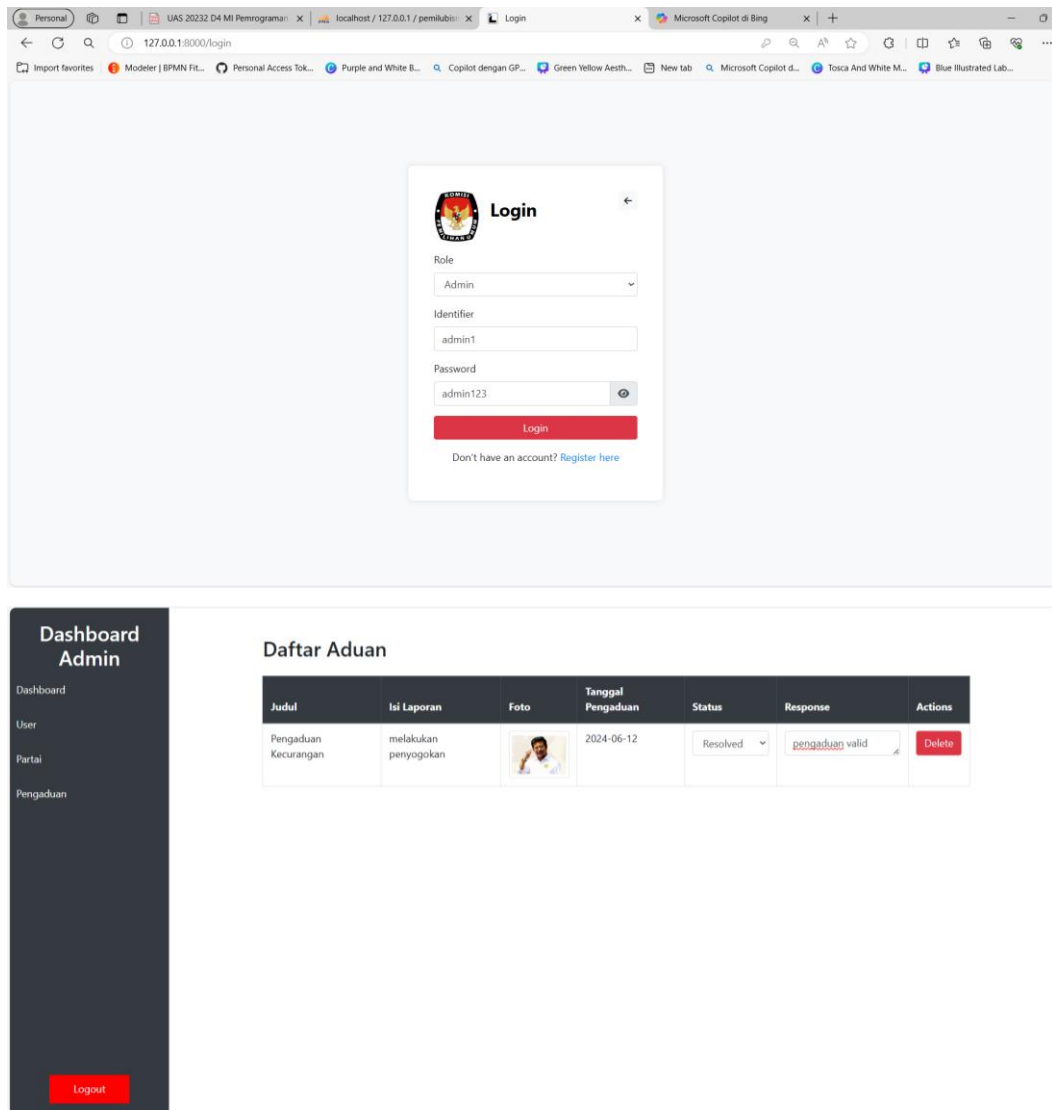 Personal
UAS 20232 D4 MI Pemrograman
localhost / 127.0.0.1 / pemilubis
Login
Microsoft Copilot di Bing
127.0.0.1:8000/login
Import favorites
Modeler | BPMN Fit...
Personal Access Tok...
Purple and White B...
Copilot dengan GP...
Green Yellow Aesth...
New tab
Microsoft Copilot d...
Tosca And White M...
Blue Illustrated Lab...
KOMISI
PEMILIHAN UMUM
Login
Role
Admin
Identifier
admin1
Password
admin123
Login
Don't have an account? Register here
Dashboard
Admin
Dashboard
User
Partai
Pengaduan
Logout
Daftar Aduan
Judul Isi Laporan Foto Tanggal Pengaduan Status Response Actions
Pengaduan Kecurangan
melakukan penyogokan
2024-06-12
Resolved
pengaduan valid
Delete